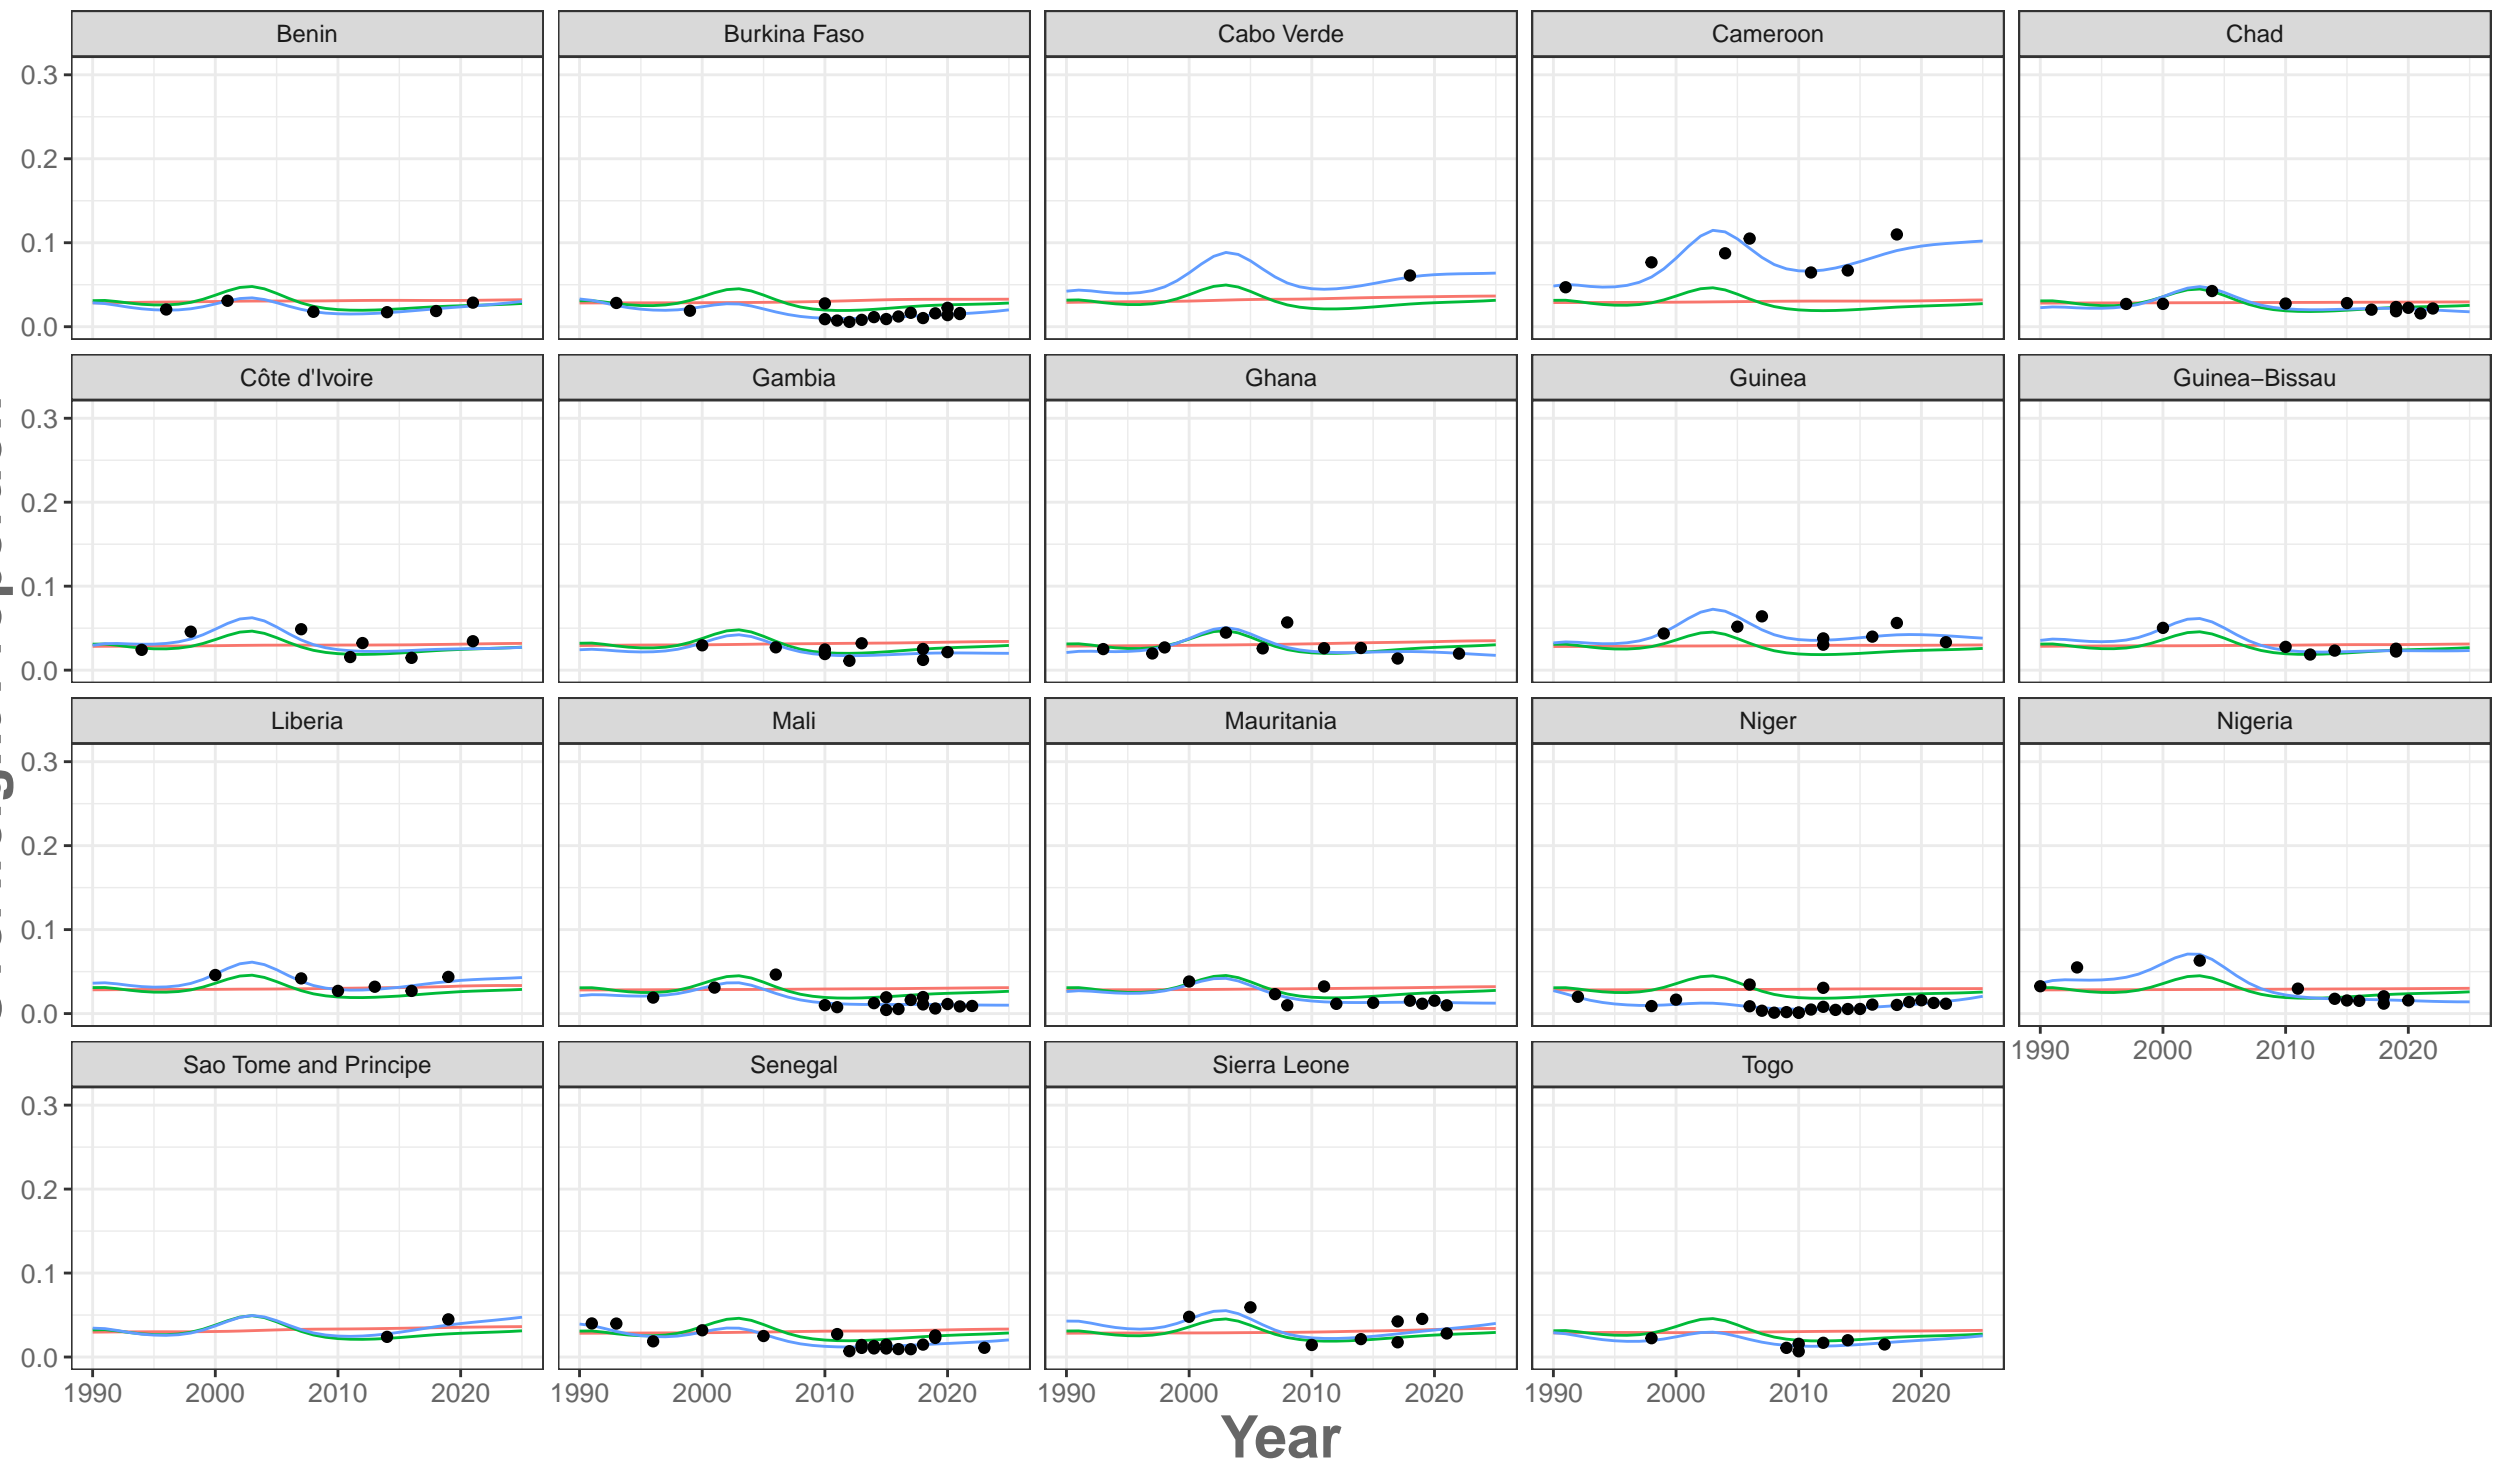 Benin Burkina Faso Cabo Verde Cameroon Chad
0.3
0.2
0.1
0.0
Côte d'Ivoire Gambia Ghana Guinea Guinea−Bissau
0.3
0.2
0.1
0.0
Liberia Mali Mauritania Niger Nigeria
0.3
0.2
0.1
0.0
1990 2000 2010 2020
Sao Tome and Principe Senegal Sierra Leone Togo
0.3
0.2
0.1
0.0
1990 2000 2010 2020 1990 2000 2010 2020 1990 2000 2010 2020 1990 2000 2010 2020
Year